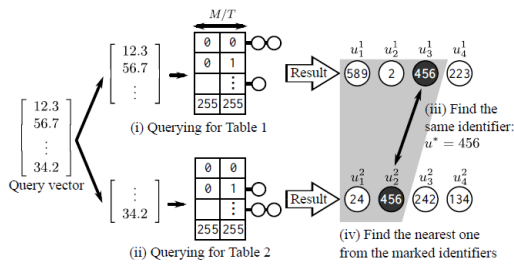 M/T
12.3
56.7
⋮
0 0
0 1
⋮
255 255
Result
u₁¹ u₂¹ u₃¹ u₄¹
589 2 456 223
(i) Querying for Table 1
(iii) Find the
same identifier:
u* = 456
12.3
56.7
⋮
34.2
Query vector
⋮
34.2
0 0
0 1
⋮
255 255
Result
u₁² u₂² u₃² u₄²
24 456 242 134
(ii) Querying for Table 2
(iv) Find the nearest one
from the marked identifiers